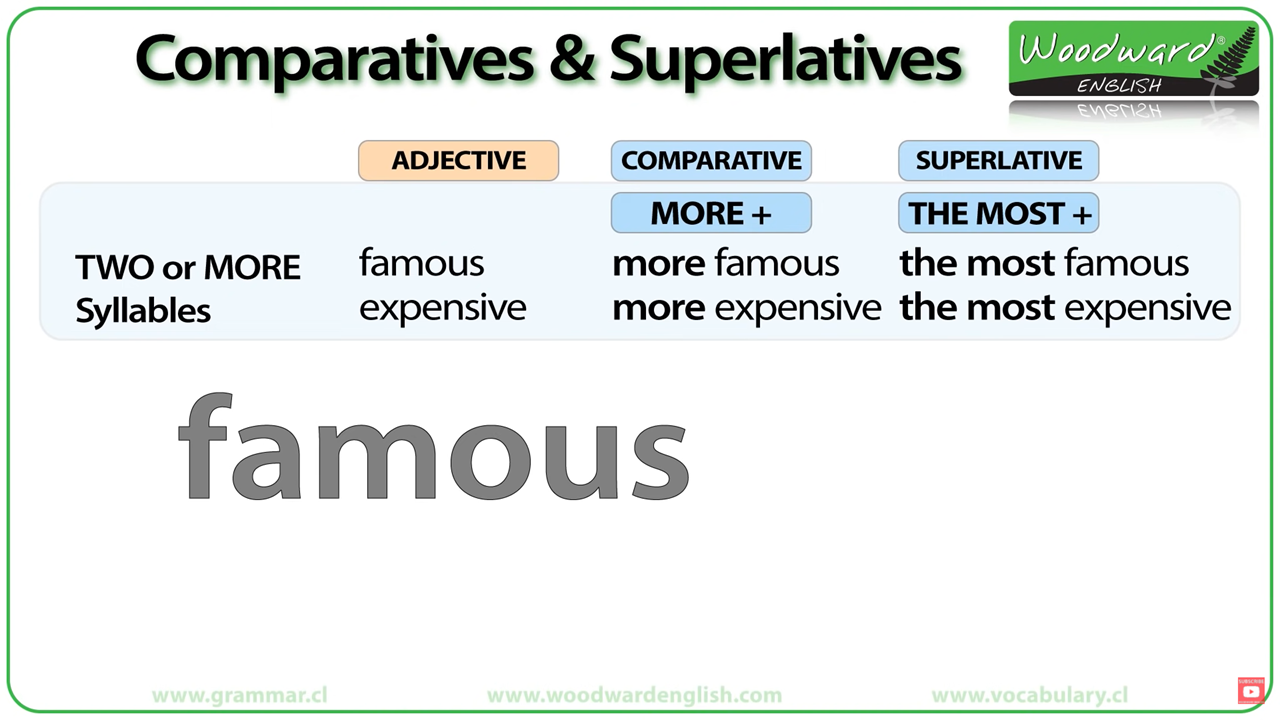 Comparatives & Superlatives
Woodward®
ENGLISH
ADJECTIVE COMPARATIVE SUPERLATIVE
MORE + THE MOST +
TWO or MORE famous more famous the most famous
Syllables expensive more expensive the most expensive
famous
www.grammar.cl www.woodwardenglish.com www.vocabulary.cl
SUBSCRIBE